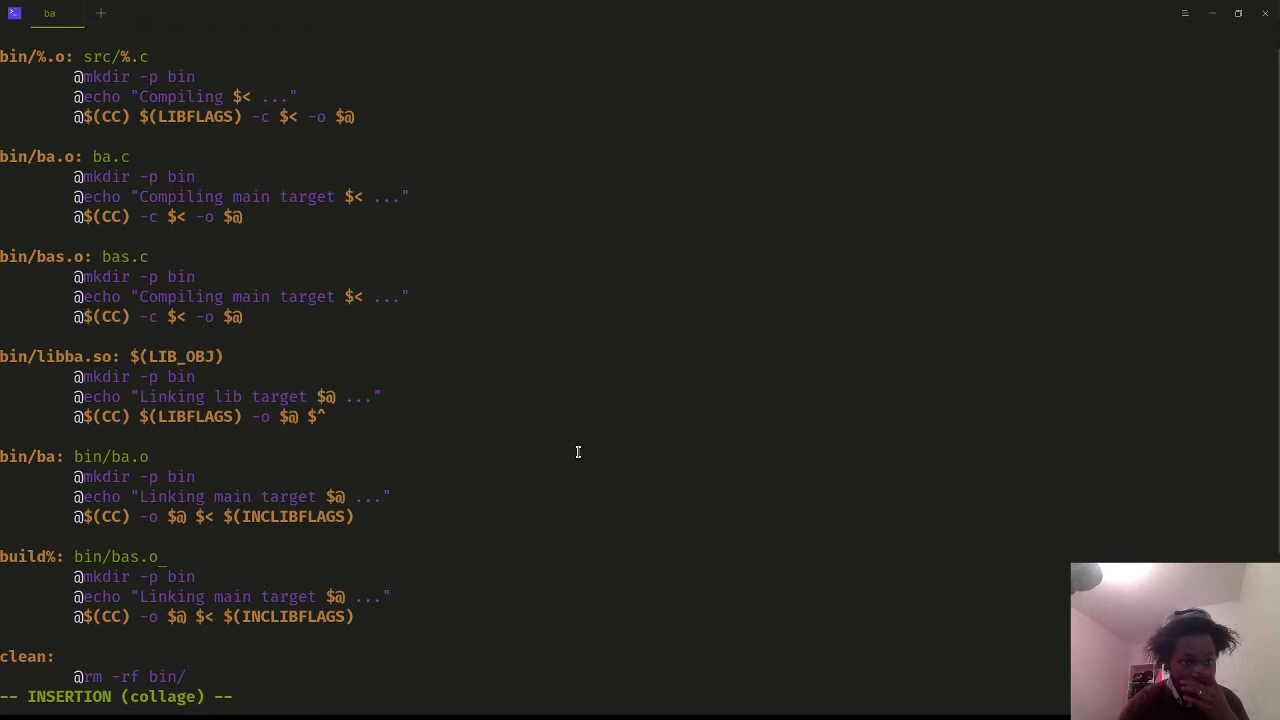 ba
bin/%.o: src/%.c
@mkdir -p bin
@echo "Compiling $< ..."
@$(CC) $(LIBFLAGS) -c $< -o $@
bin/ba.o: ba.c
@mkdir -p bin
@echo "Compiling main target $< ..."
@$(CC) -c $< -o $@
bin/bas.o: bas.c
@mkdir -p bin
@echo "Compiling main target $< ..."
@$(CC) -c $< -o $@
bin/libba.so: $(LIB_OBJ)
@mkdir -p bin
@echo "Linking lib target $@ ..."
@$(CC) $(LIBFLAGS) -o $@ $^
bin/ba: bin/ba.o
@mkdir -p bin
@echo "Linking main target $@ ..."
@$(CC) -o $@ $< $(INCLIBFLAGS)
build%: bin/bas.o_
@mkdir -p bin
@echo "Linking main target $@ ..."
@$(CC) -o $@ $< $(INCLIBFLAGS)
clean:
@rm -rf bin/
-- INSERTION (collage) --